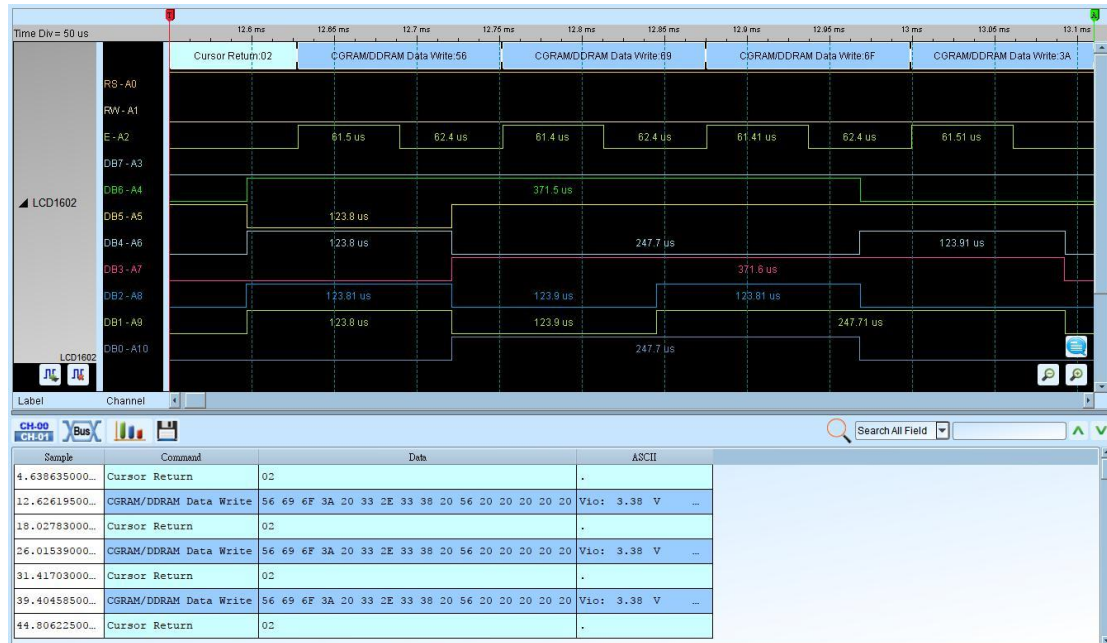 Time Div = 50 us
12.6 ms 12.65 ms 12.7 ms 12.75 ms 12.8 ms 12.85 ms 12.9 ms 12.95 ms 13 ms 13.05 ms 13.1 ms
Cursor Return:02 CGRAM/DDRAM Data Write:56 CGRAM/DDRAM Data Write:69 CGRAM/DDRAM Data Write:6F CGRAM/DDRAM Data Write:3A
RS - A0
RW - A1
E - A2 61.5 us 62.4 us 61.4 us 62.4 us 61.41 us 62.4 us 61.51 us
DB7 - A3
DB6 - A4 371.5 us
LCD1602
DB5 - A5 123.8 us
DB4 - A6 123.8 us 247.7 us 123.91 us
DB3 - A7 371.6 us
DB2 - A8 123.81 us 123.9 us 123.81 us
DB1 - A9 123.8 us 123.9 us 247.71 us
DB0 - A10 247.7 us
LCD1602
Label Channel
CH-00
CH-01 Bus Search All Field
Sample Command Data ASCII
4.638635000... Cursor Return 02 .
12.62619500... CGRAM/DDRAM Data Write 56 69 6F 3A 20 33 2E 33 38 20 56 20 20 20 20 20 Vio: 3.38 V ...
18.02783000... Cursor Return 02 .
26.01539000... CGRAM/DDRAM Data Write 56 69 6F 3A 20 33 2E 33 38 20 56 20 20 20 20 20 Vio: 3.38 V ...
31.41703000... Cursor Return 02 .
39.40458500... CGRAM/DDRAM Data Write 56 69 6F 3A 20 33 2E 33 38 20 56 20 20 20 20 20 Vio: 3.38 V ...
44.80622500... Cursor Return 02 .